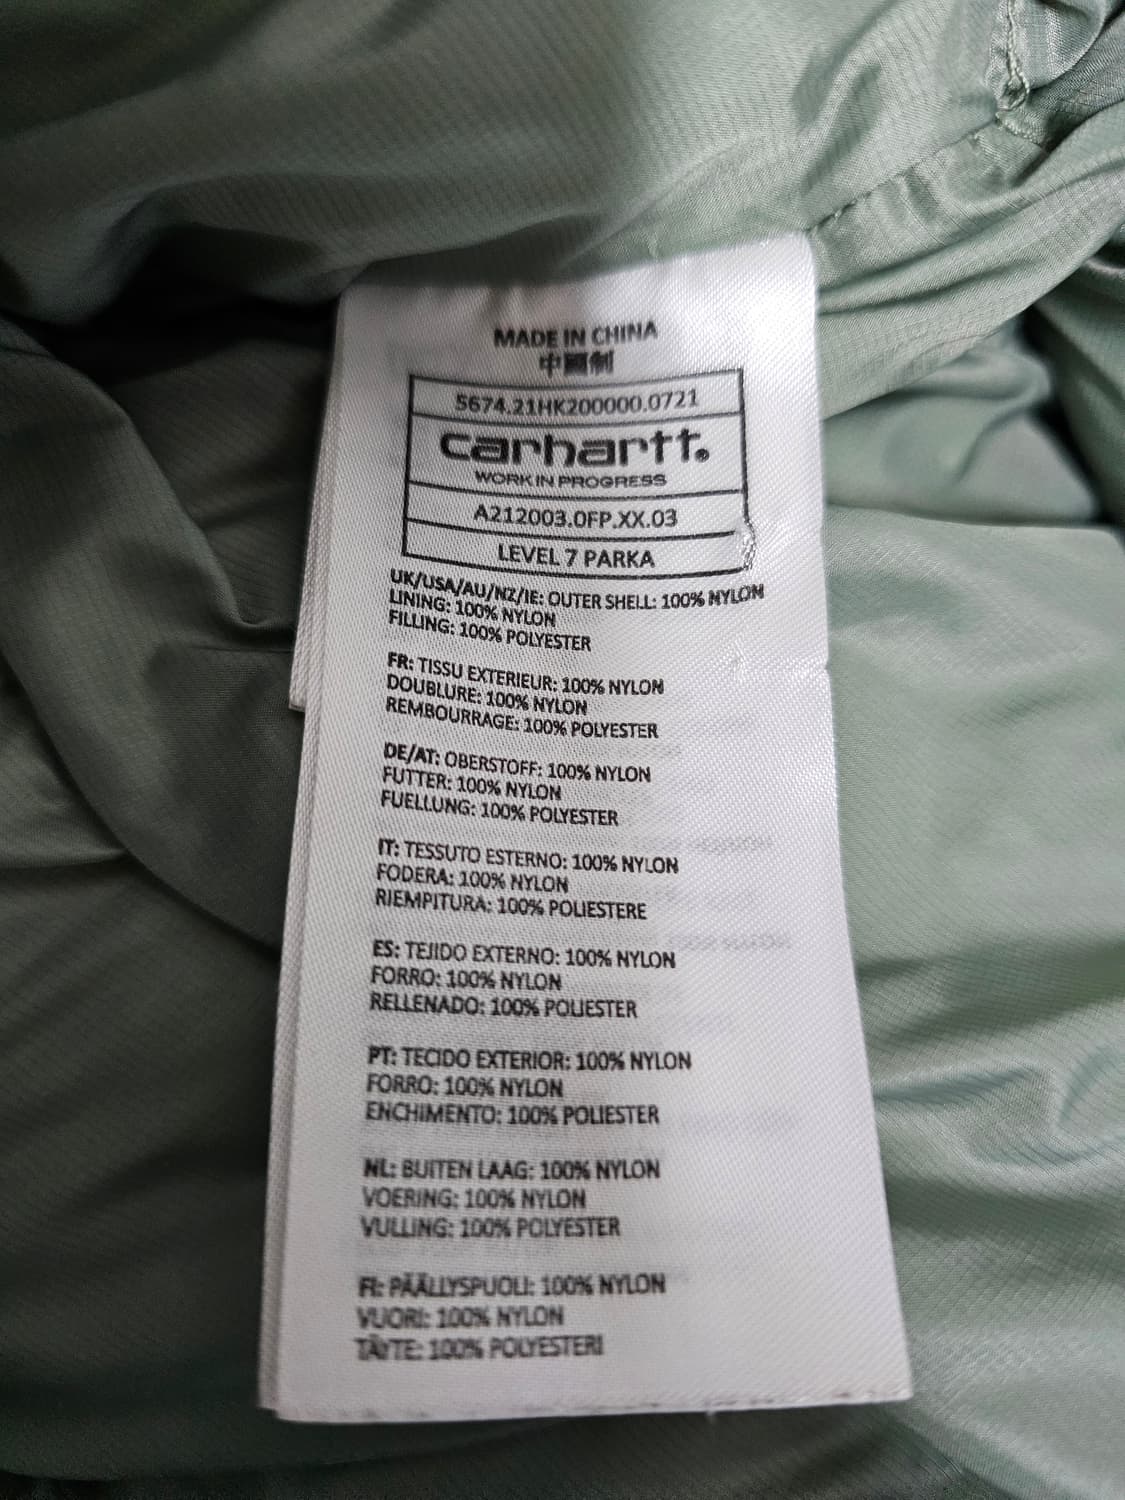 MADE IN CHINA
中國制
5674.21HK200000.0721
carhartt.
WORK IN PROGRESS
A212003.0FP.XX.03
LEVEL 7 PARKA
UK/USA/AU/NZ/IE: OUTER SHELL: 100% NYLON
LINING: 100% NYLON
FILLING: 100% POLYESTER
FR: TISSU EXTERIEUR: 100% NYLON
DOUBLURE: 100% NYLON
REMBOURRAGE: 100% POLYESTER
DE/AT: OBERSTOFF: 100% NYLON
FUTTER: 100% NYLON
FUELLUNG: 100% POLYESTER
IT: TESSUTO ESTERNO: 100% NYLON
FODERA: 100% NYLON
RIEMPITURA: 100% POLIESTERE
ES: TEJIDO EXTERNO: 100% NYLON
FORRO: 100% NYLON
RELLENADO: 100% POLIESTER
PT: TECIDO EXTERIOR: 100% NYLON
FORRO: 100% NYLON
ENCHIMENTO: 100% POLIESTER
NL: BUITEN LAAG: 100% NYLON
VOERING: 100% NYLON
VULLING: 100% POLYESTER
FI: PÄÄLLYSPUOLI: 100% NYLON
VUORI: 100% NYLON
TÄYTE: 100% POLYESTERI